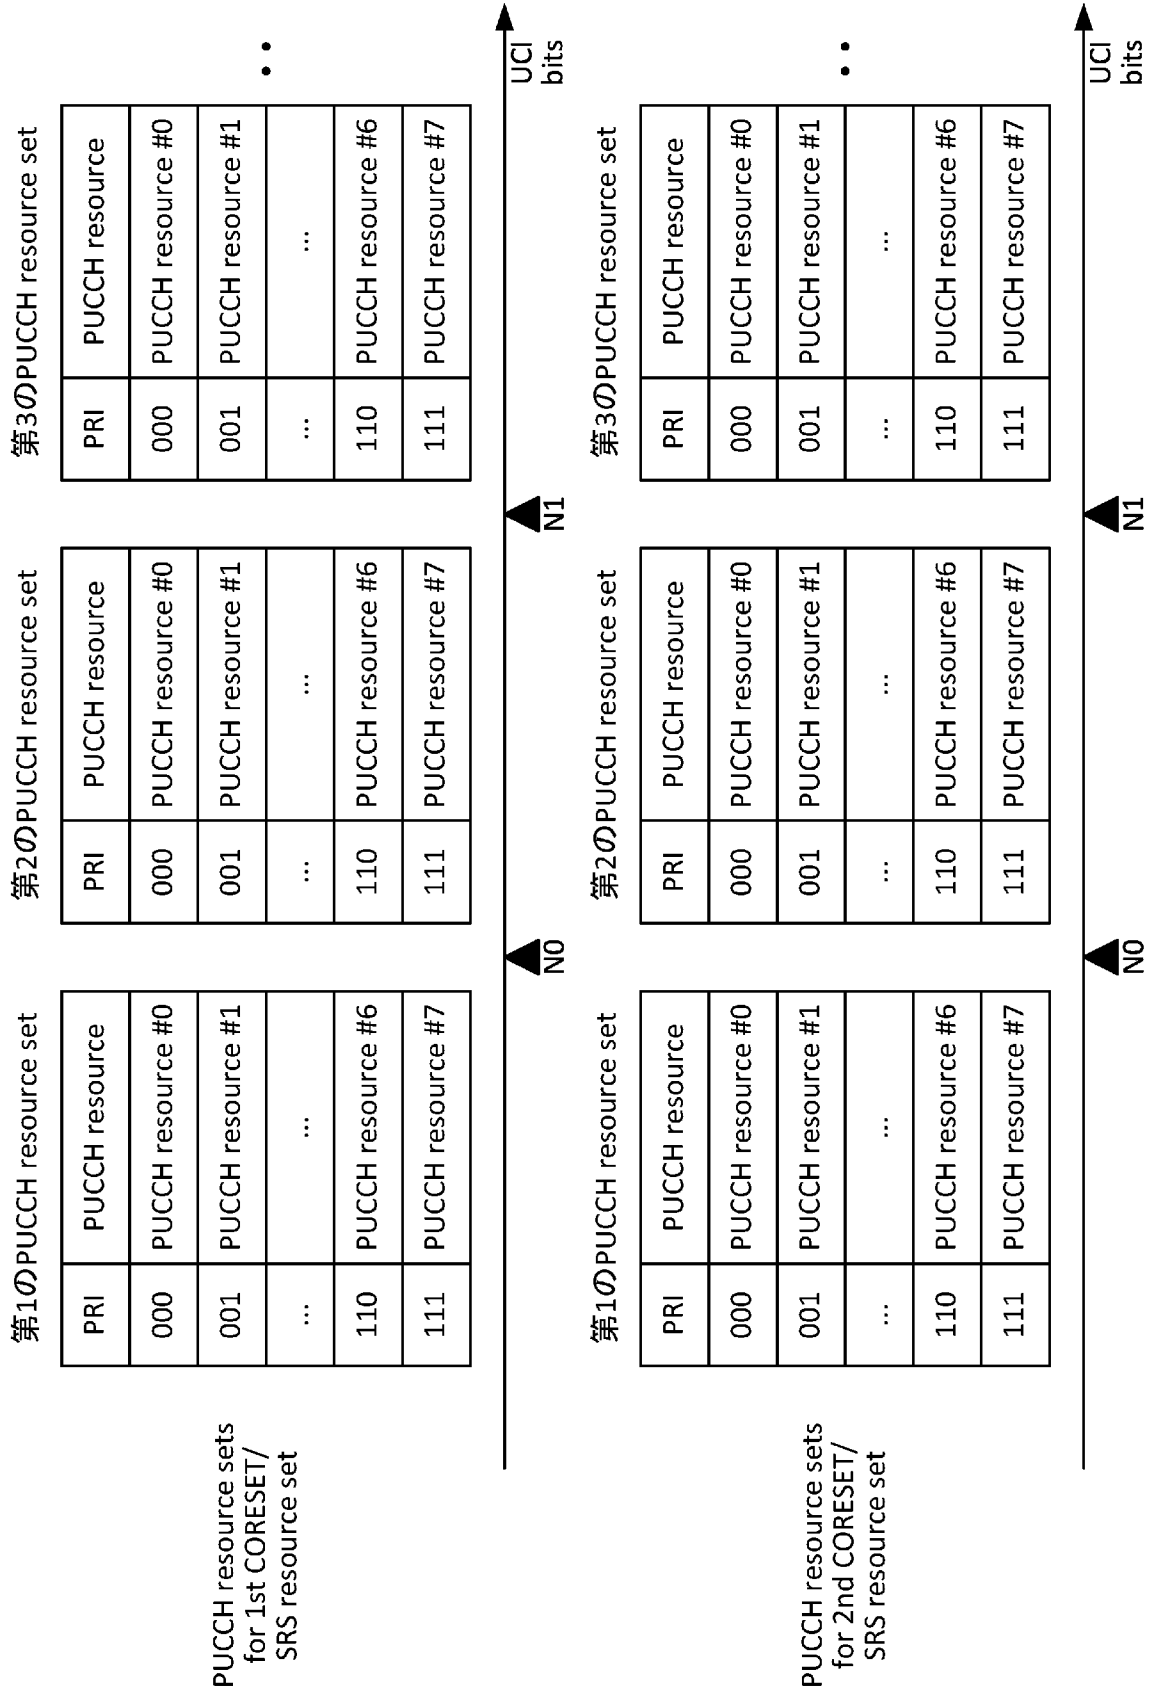 PUCCH resource sets
for 1st CORESET/
SRS resource set
第1のPUCCH resource set
PRI PUCCH resource
000 PUCCH resource #0
001 PUCCH resource #1
... ...
110 PUCCH resource #6
111 PUCCH resource #7
第2のPUCCH resource set
PRI PUCCH resource
000 PUCCH resource #0
001 PUCCH resource #1
... ...
110 PUCCH resource #6
111 PUCCH resource #7
第3のPUCCH resource set
PRI PUCCH resource
000 PUCCH resource #0
001 PUCCH resource #1
... ...
110 PUCCH resource #6
111 PUCCH resource #7
N0
N1
UCI
bits
PUCCH resource sets
for 2nd CORESET/
SRS resource set
第1のPUCCH resource set
PRI PUCCH resource
000 PUCCH resource #0
001 PUCCH resource #1
... ...
110 PUCCH resource #6
111 PUCCH resource #7
第2のPUCCH resource set
PRI PUCCH resource
000 PUCCH resource #0
001 PUCCH resource #1
... ...
110 PUCCH resource #6
111 PUCCH resource #7
第3のPUCCH resource set
PRI PUCCH resource
000 PUCCH resource #0
001 PUCCH resource #1
... ...
110 PUCCH resource #6
111 PUCCH resource #7
N0
N1
UCI
bits